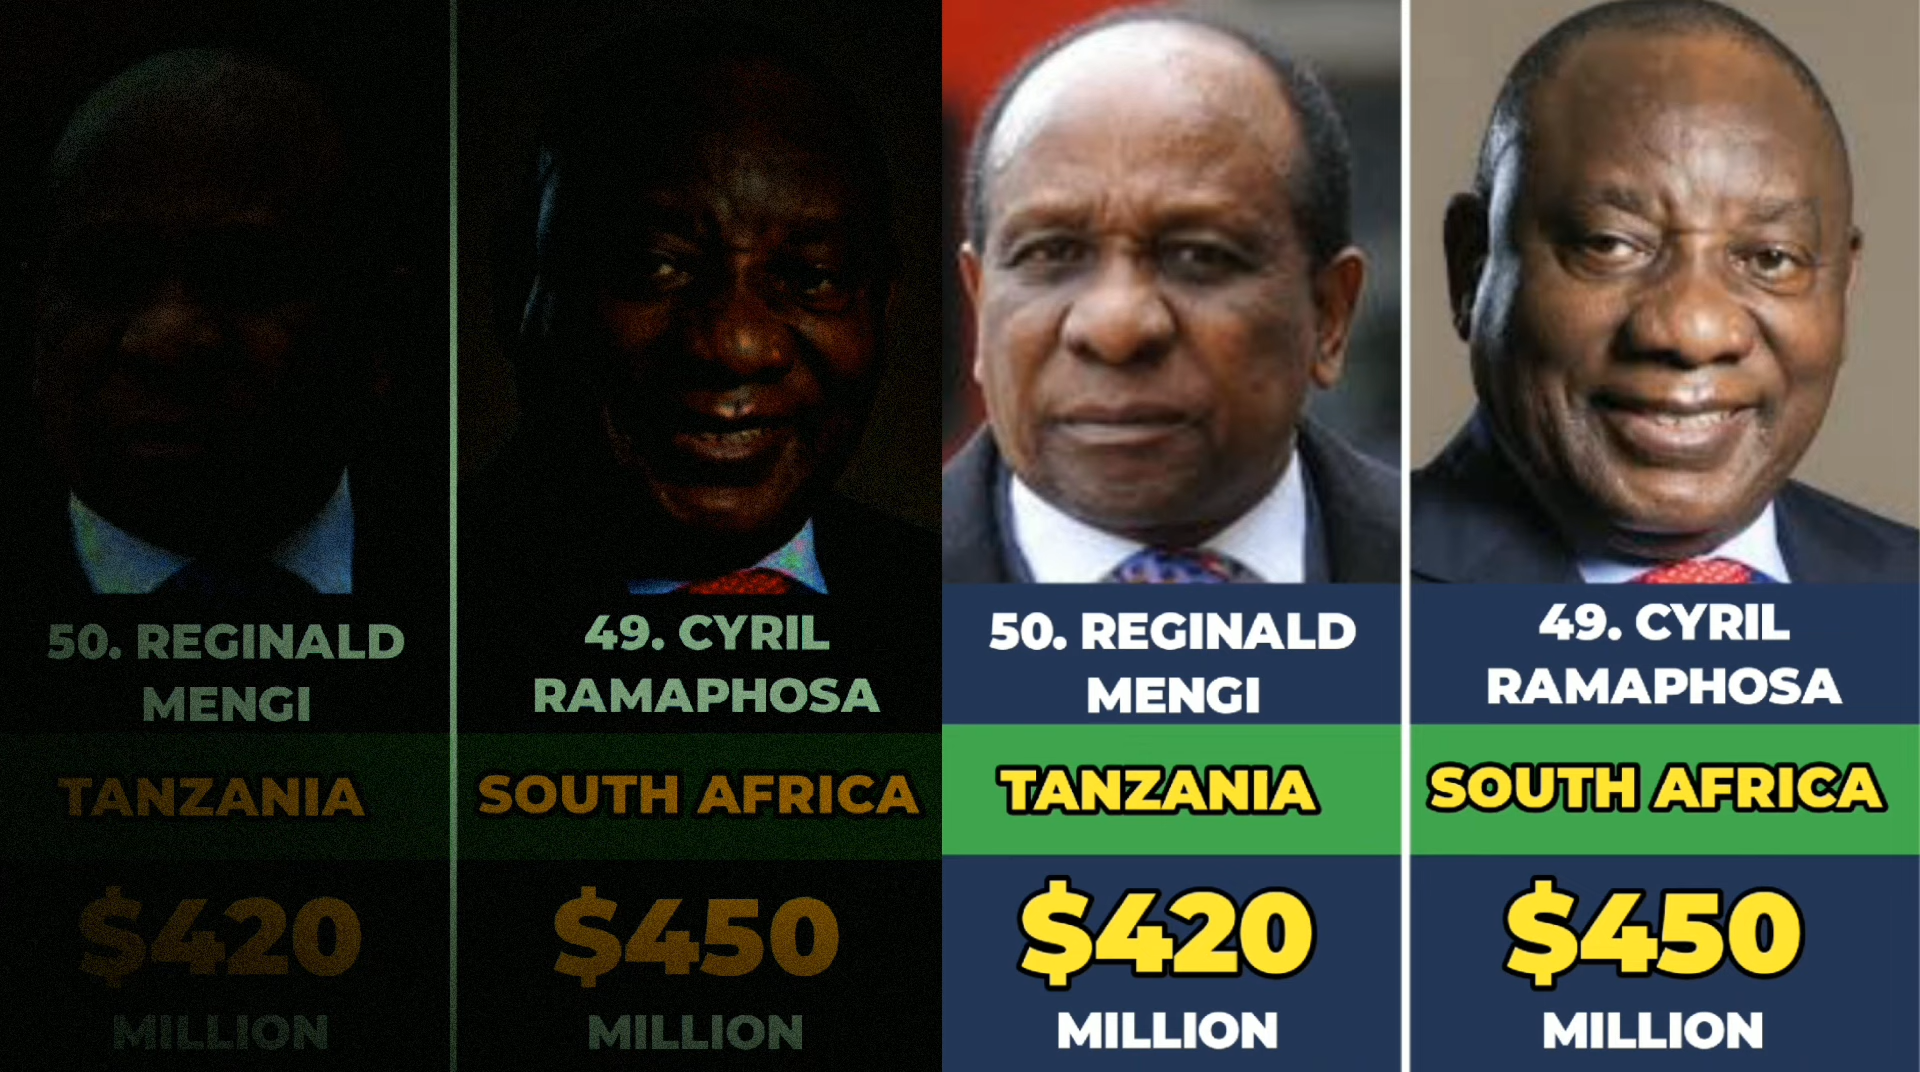 50. REGINALD
MENGI
TANZANIA
$420
MILLION
49. CYRIL
RAMAPHOSA
SOUTH AFRICA
$450
MILLION
50. REGINALD
MENGI
TANZANIA
$420
MILLION
49. CYRIL
RAMAPHOSA
SOUTH AFRICA
$450
MILLION